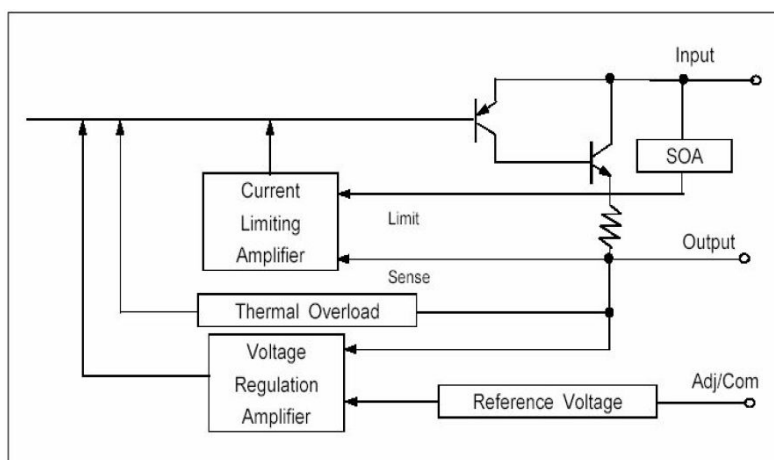 Input
SOA
Current
Limiting
Amplifier
Limit
Output
Sense
Thermal Overload
Voltage
Regulation
Amplifier
Adj/Com
Reference Voltage